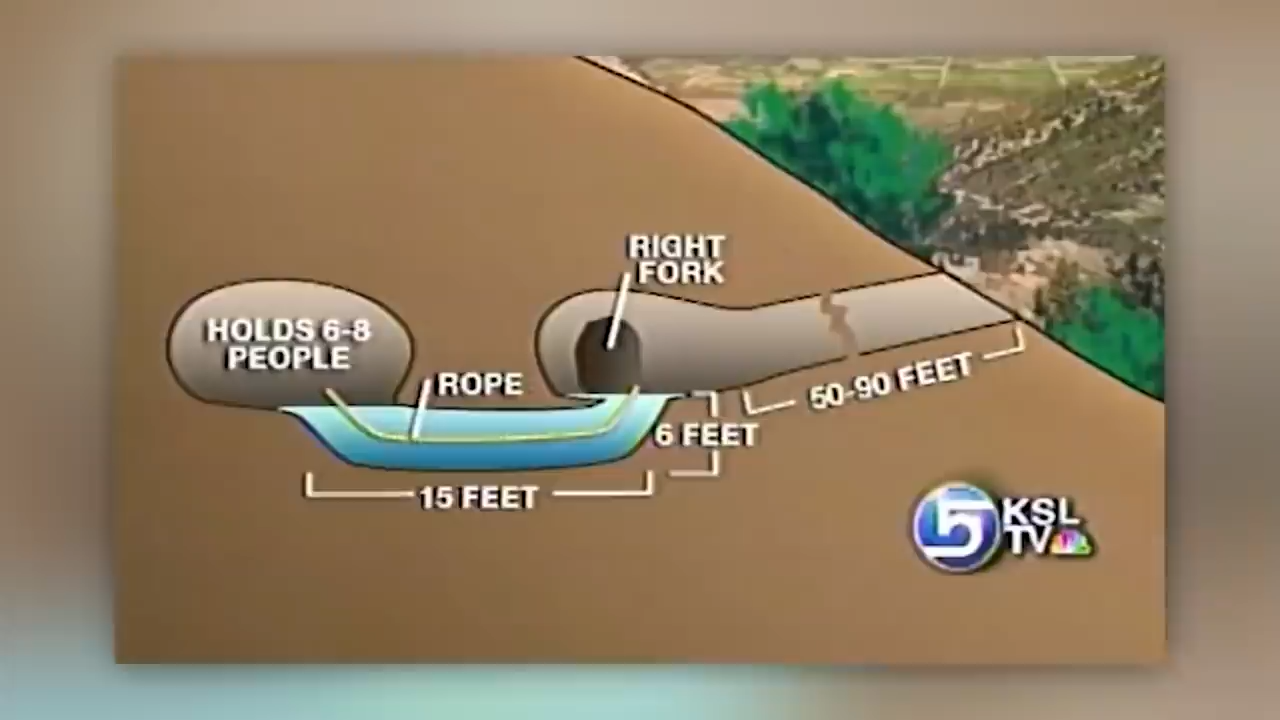 RIGHT
FORK
HOLDS 6-8
PEOPLE
ROPE
50-90 FEET
6 FEET
15 FEET
5 KSL
TV